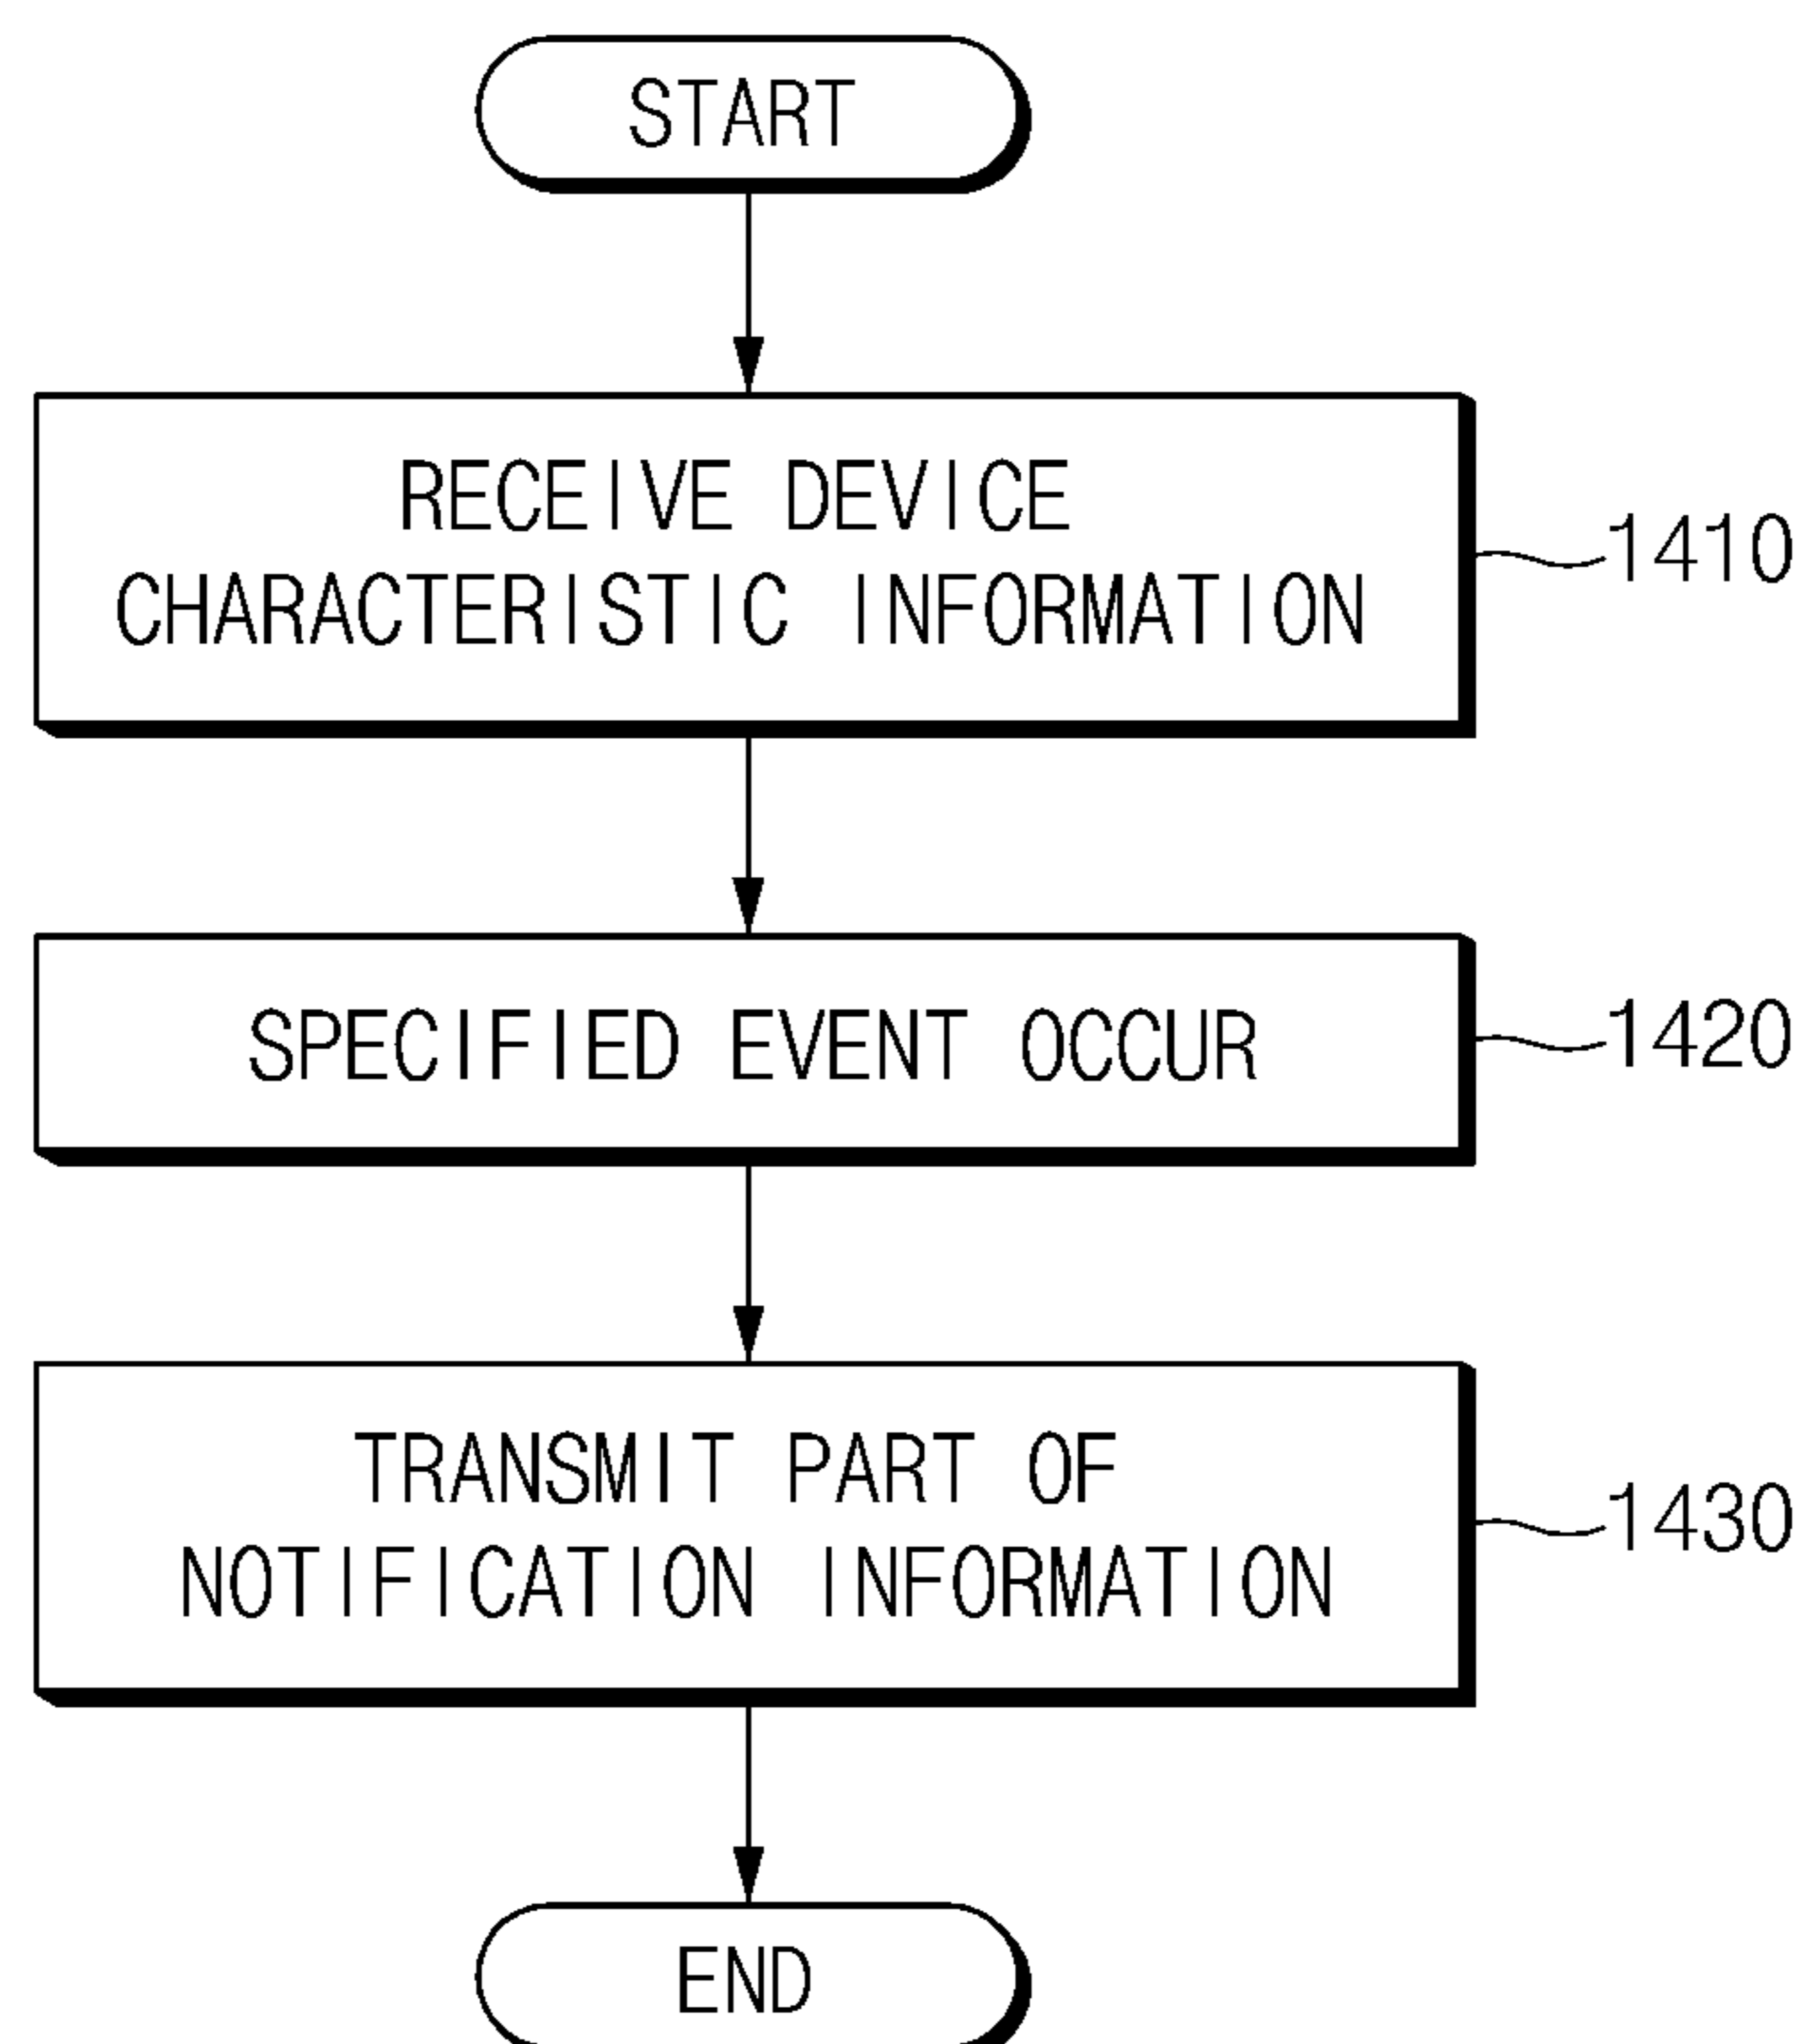 START
RECEIVE DEVICE
CHARACTERISTIC INFORMATION
1410
SPECIFIED EVENT OCCUR
1420
TRANSMIT PART OF
NOTIFICATION INFORMATION
1430
END